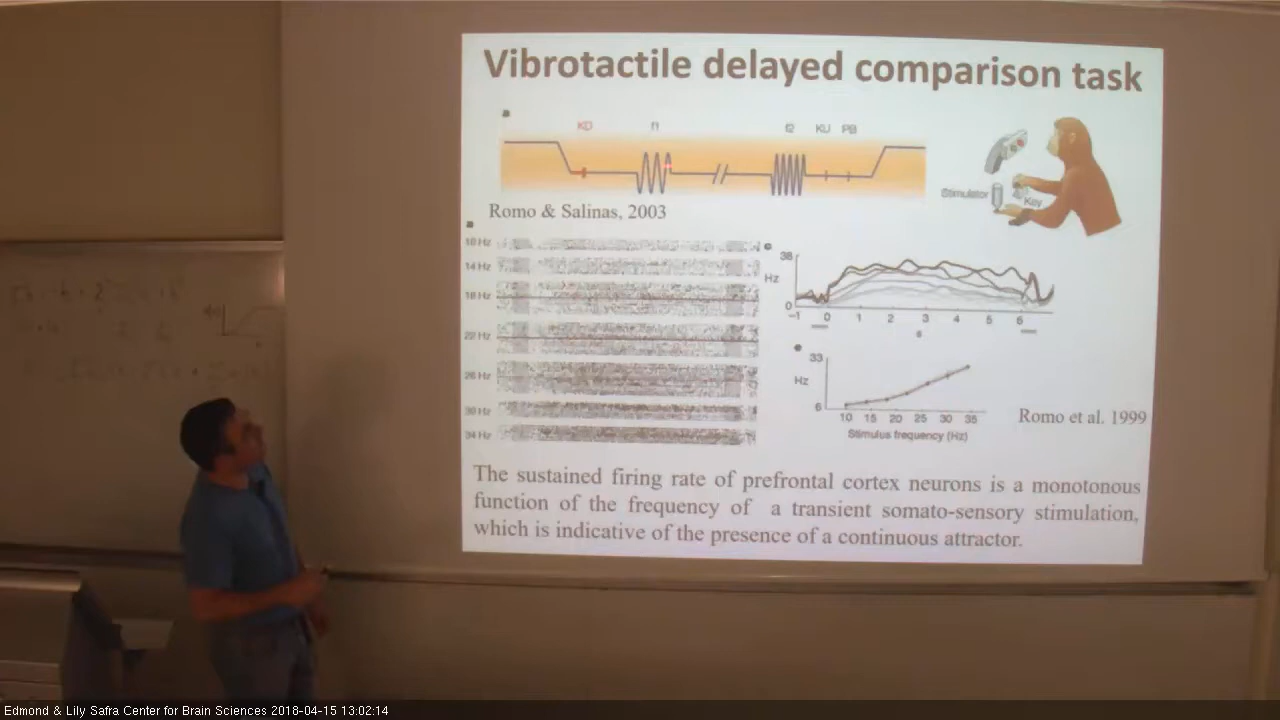 Vibrotactile delayed comparison task
a
KD f1 f2 KU PB
Stimulator
Key
Romo & Salinas, 2003
10 Hz
14 Hz
18 Hz
22 Hz
26 Hz
30 Hz
34 Hz
c
38
Hz
0
-1 0 1 2 3 4 5 6
s
33
Hz
6
10 15 20 25 30 35
Stimulus frequency (Hz)
Romo et al. 1999
The sustained firing rate of prefrontal cortex neurons is a monotonous
function of the frequency of a transient somato-sensory stimulation,
which is indicative of the presence of a continuous attractor.
Edmond & Lily Safra Center for Brain Sciences 2018-04-15 13:02:14